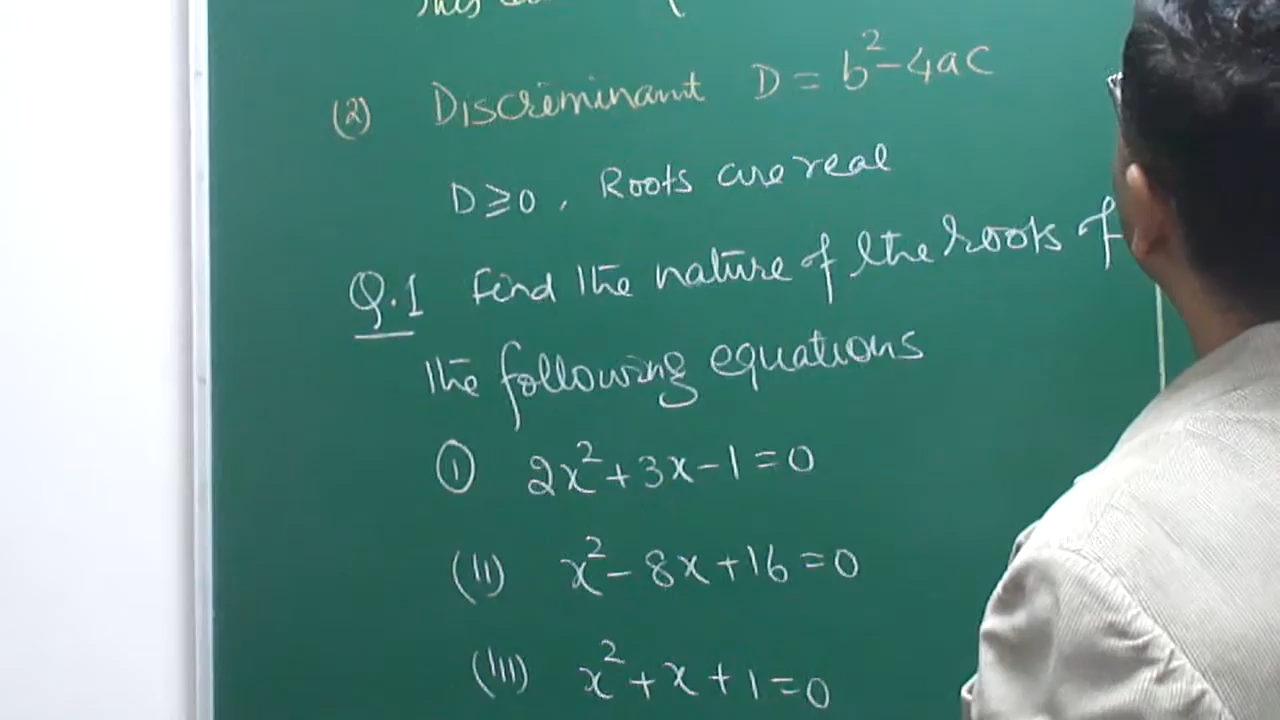 This
(2) Discriminant D = b²-4ac
D⩾0, Roots are real
Q.1 Find the nature of the roots of
the following equations
(i) 2x²+3x-1=0
(ii) x²-8x+16=0
(iii) x²+x+1=0